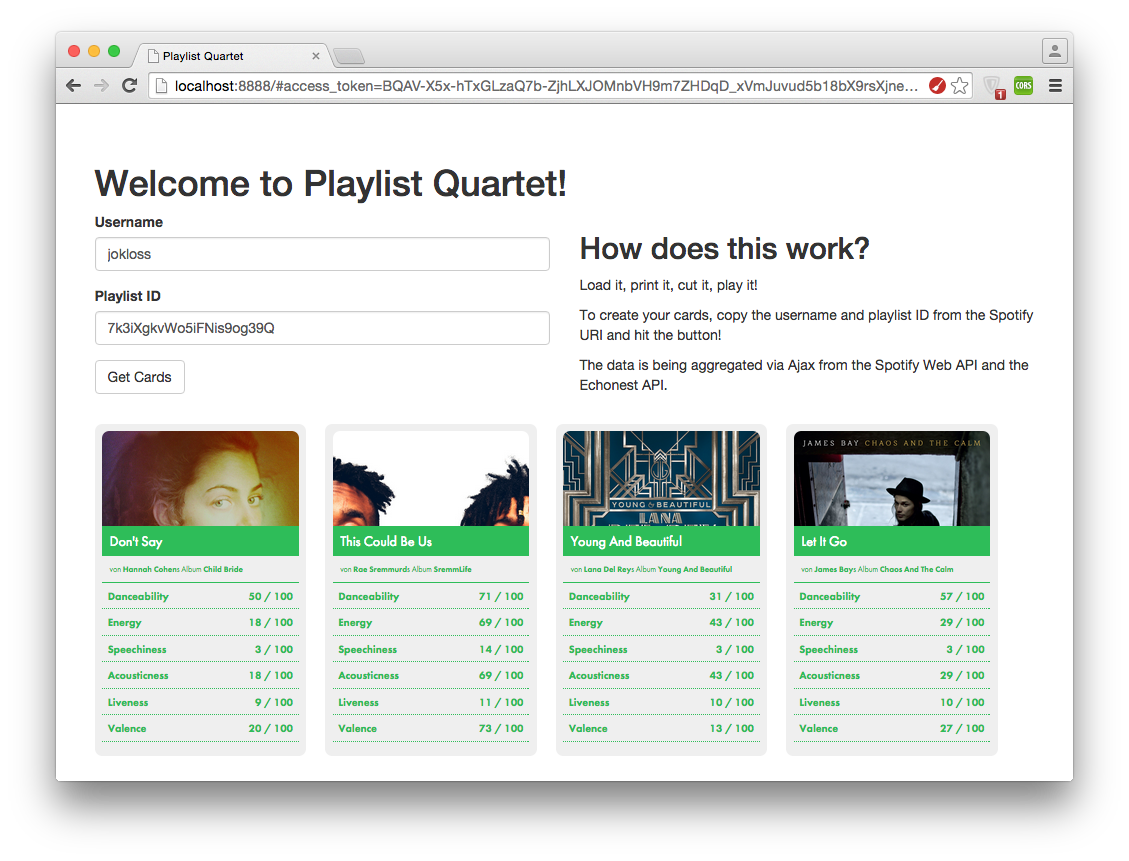 Playlist Quartet
localhost:8888/#access_token=BQAV-X5x-hTxGLzaQ7b-ZjhLXJOMnbVH9m7ZHDqD_xVmJuvud5b18bX9rsXjne...
1
CORS
Welcome to Playlist Quartet!
Username
jokloss
Playlist ID
7k3iXgkvWo5iFNis9og39Q
Get Cards
How does this work?
Load it, print it, cut it, play it!
To create your cards, copy the username and playlist ID from the Spotify
URI and hit the button!
The data is being aggregated via Ajax from the Spotify Web API and the
Echonest API.
Don't Say
von Hannah Cohens Album Child Bride
Danceability 50 / 100
Energy 18 / 100
Speechiness 3 / 100
Acousticness 18 / 100
Liveness 9 / 100
Valence 20 / 100
This Could Be Us
von Rae Sremmurds Album SremmLife
Danceability 71 / 100
Energy 69 / 100
Speechiness 14 / 100
Acousticness 69 / 100
Liveness 11 / 100
Valence 73 / 100
YOUNG & BEAUTIFUL
LANA
Young And Beautiful
von Lana Del Reys Album Young And Beautiful
Danceability 31 / 100
Energy 43 / 100
Speechiness 3 / 100
Acousticness 43 / 100
Liveness 10 / 100
Valence 13 / 100
JAMES BAY CHAOS AND THE CALM
Let It Go
von James Bays Album Chaos And The Calm
Danceability 57 / 100
Energy 29 / 100
Speechiness 3 / 100
Acousticness 29 / 100
Liveness 10 / 100
Valence 27 / 100